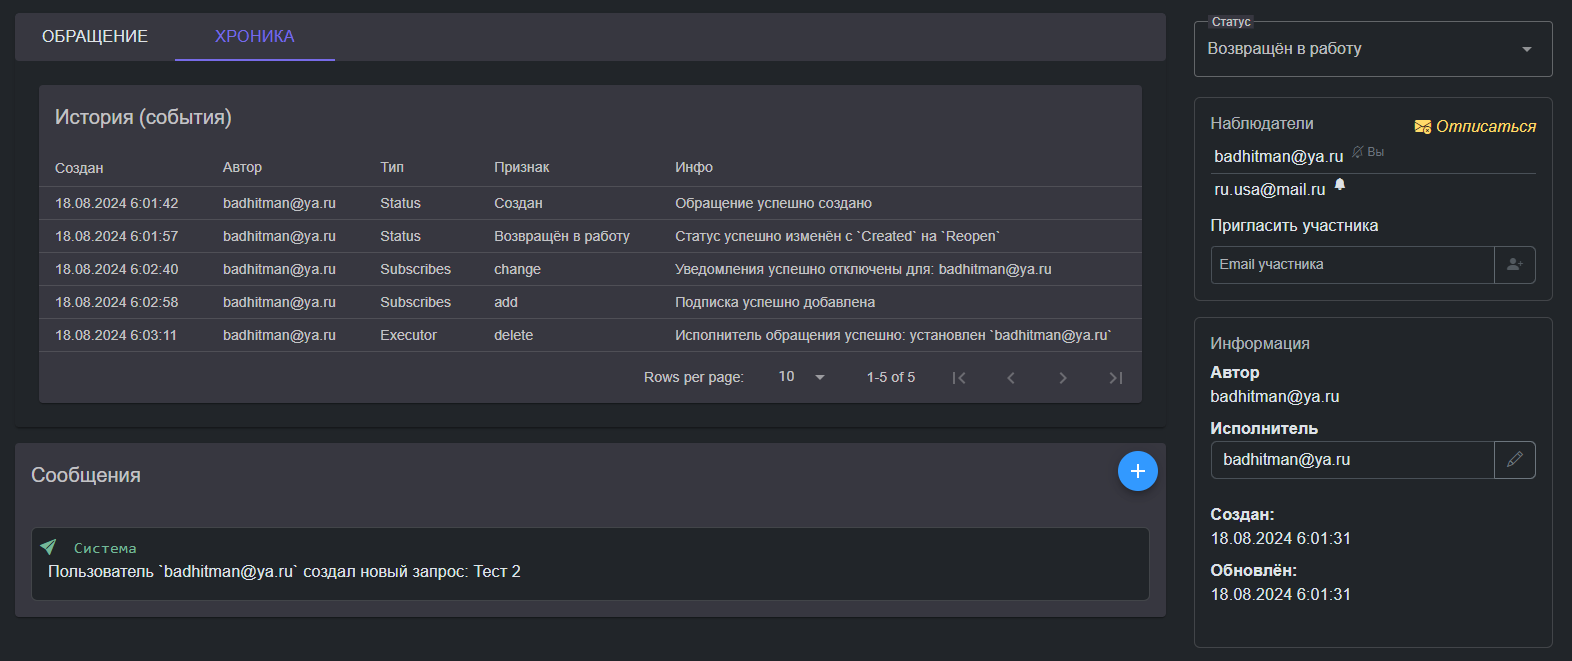 ОБРАЩЕНИЕ ХРОНИКА
История (события)
Создан Автор Тип Признак Инфо
18.08.2024 6:01:42 badhitman@ya.ru Status Создан Обращение успешно создано
18.08.2024 6:01:57 badhitman@ya.ru Status Возвращён в работу Статус успешно изменён с `Created` на `Reopen`
18.08.2024 6:02:40 badhitman@ya.ru Subscribes change Уведомления успешно отключены для: badhitman@ya.ru
18.08.2024 6:02:58 badhitman@ya.ru Subscribes add Подписка успешно добавлена
18.08.2024 6:03:11 badhitman@ya.ru Executor delete Исполнитель обращения успешно: установлен `badhitman@ya.ru`
Rows per page: 10 1-5 of 5
Сообщения
Система
Пользователь `badhitman@ya.ru` создал новый запрос: Тест 2
Статус
Возвращён в работу
Наблюдатели Отписаться
badhitman@ya.ru Вы
ru.usa@mail.ru
Пригласить участника
Email участника
Информация
Автор
badhitman@ya.ru
Исполнитель
badhitman@ya.ru
Создан:
18.08.2024 6:01:31
Обновлён:
18.08.2024 6:01:31